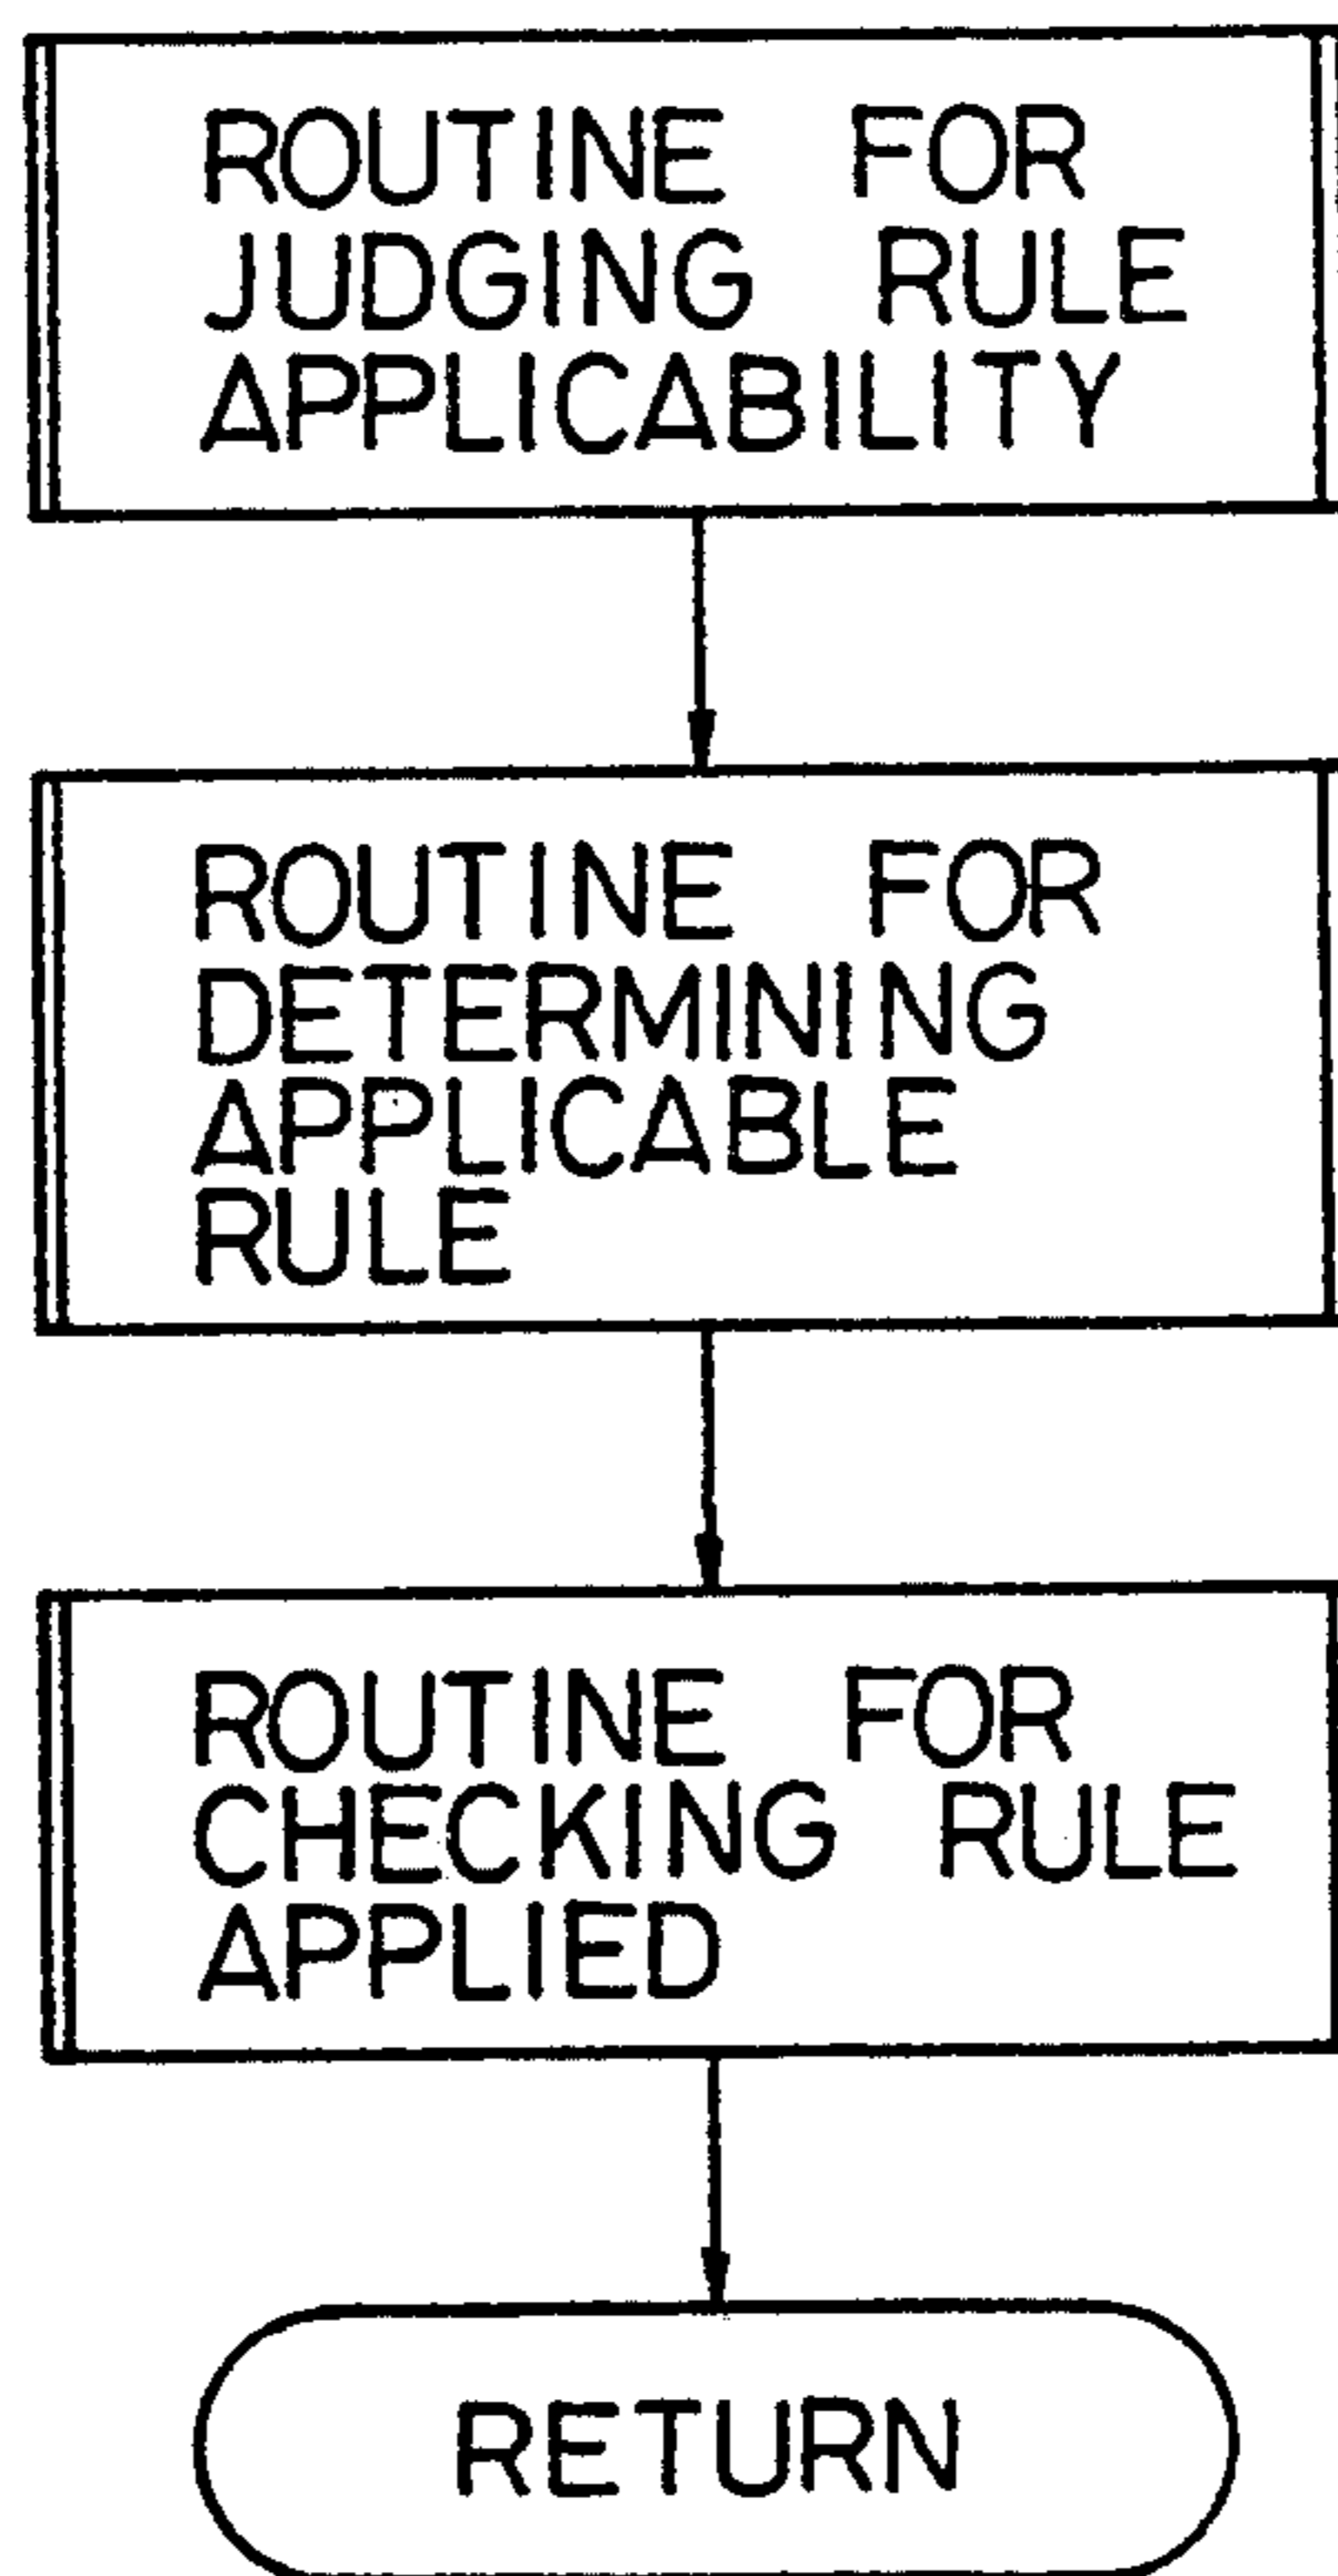 ROUTINE FOR
JUDGING RULE
APPLICABILITY
ROUTINE FOR
DETERMINING
APPLICABLE
RULE
ROUTINE FOR
CHECKING RULE
APPLIED
RETURN